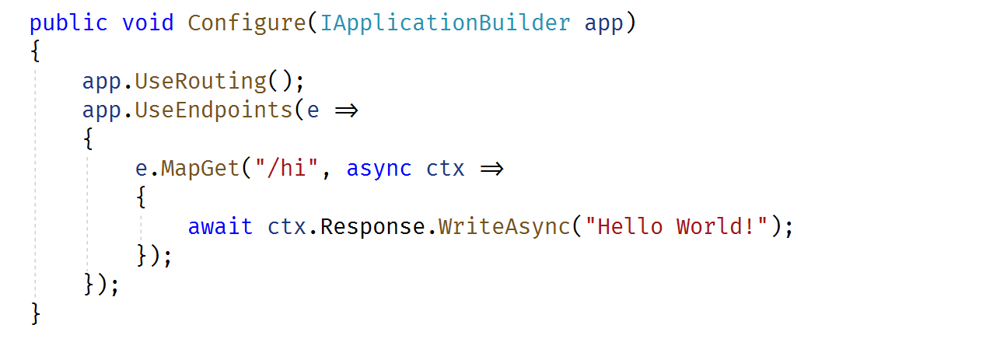 public void Configure(IApplicationBuilder app)
{
    app.UseRouting();
    app.UseEndpoints(e =>
    {
        e.MapGet("/hi", async ctx =>
        {
            await ctx.Response.WriteAsync("Hello World!");
        });
    });
}